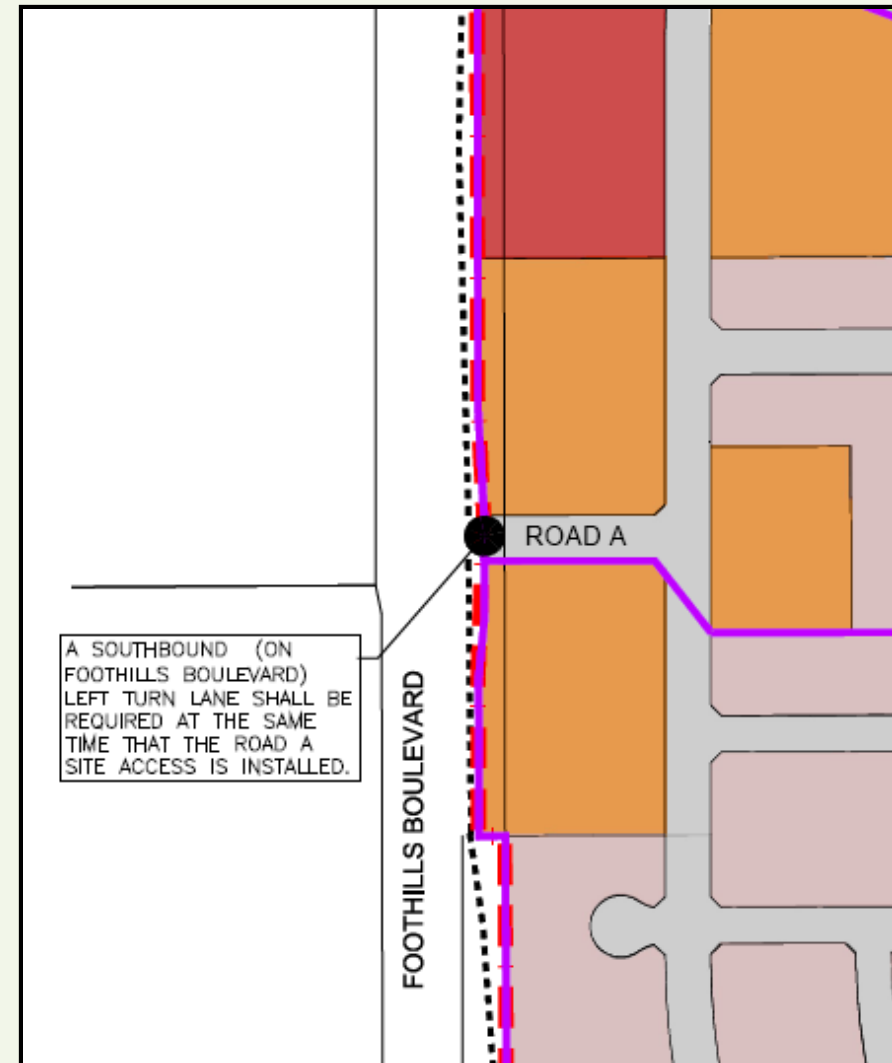 ROAD A
A SOUTHBOUND (ON
FOOTHILLS BOULEVARD)
LEFT TURN LANE SHALL BE
REQUIRED AT THE SAME
TIME THAT THE ROAD A
SITE ACCESS IS INSTALLED.
FOOTHILLS BOULEVARD